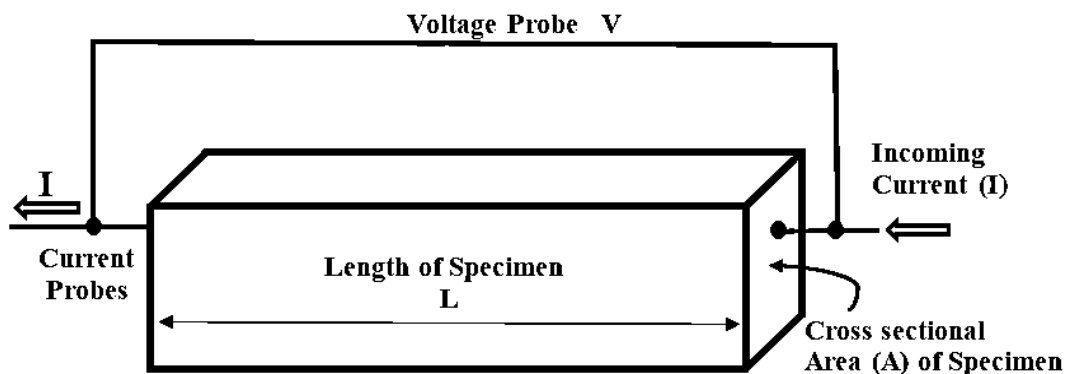 Voltage Probe V
I
Incoming
Current (I)
Current
Probes
Length of Specimen
L
Cross sectional
Area (A) of Specimen